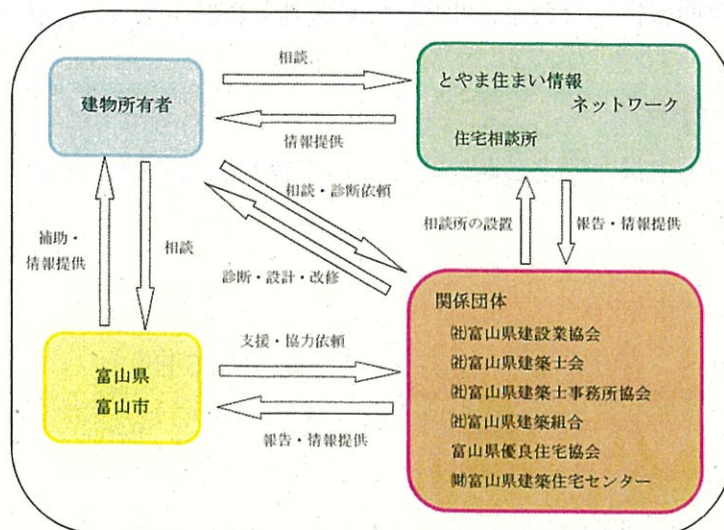 相談
建物所有者
とやま住まい情報
ネットワーク
住宅相談所
情報提供
相談・診断依頼
補助・
情報提供
相談
相談所の設置
報告・情報提供
診断・設計・改修
富山県
富山市
支援・協力依頼
報告・情報提供
関係団体
㈳富山県建設業協会
㈳富山県建築士会
㈳富山県建築士事務所協会
㈳富山県建築組合
富山県優良住宅協会
㈶富山県建築住宅センター